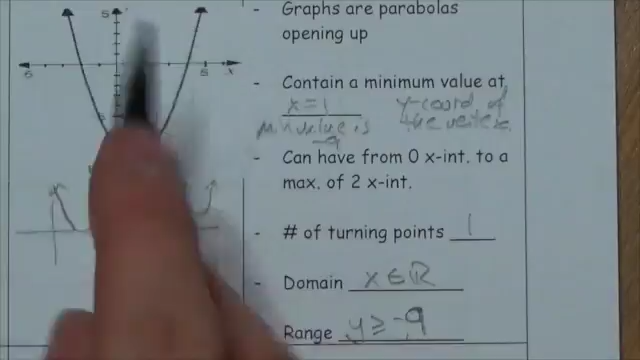 - Graphs are parabolas
opening up
- Contain a minimum value at
x=1 y-coord of
min value is the vertex.
-9
- Can have from 0 x-int. to a
max. of 2 x-int.
- # of turning points 1
- Domain x ∈ ℝ
- Range y ≥ -9
5
-5 5 x